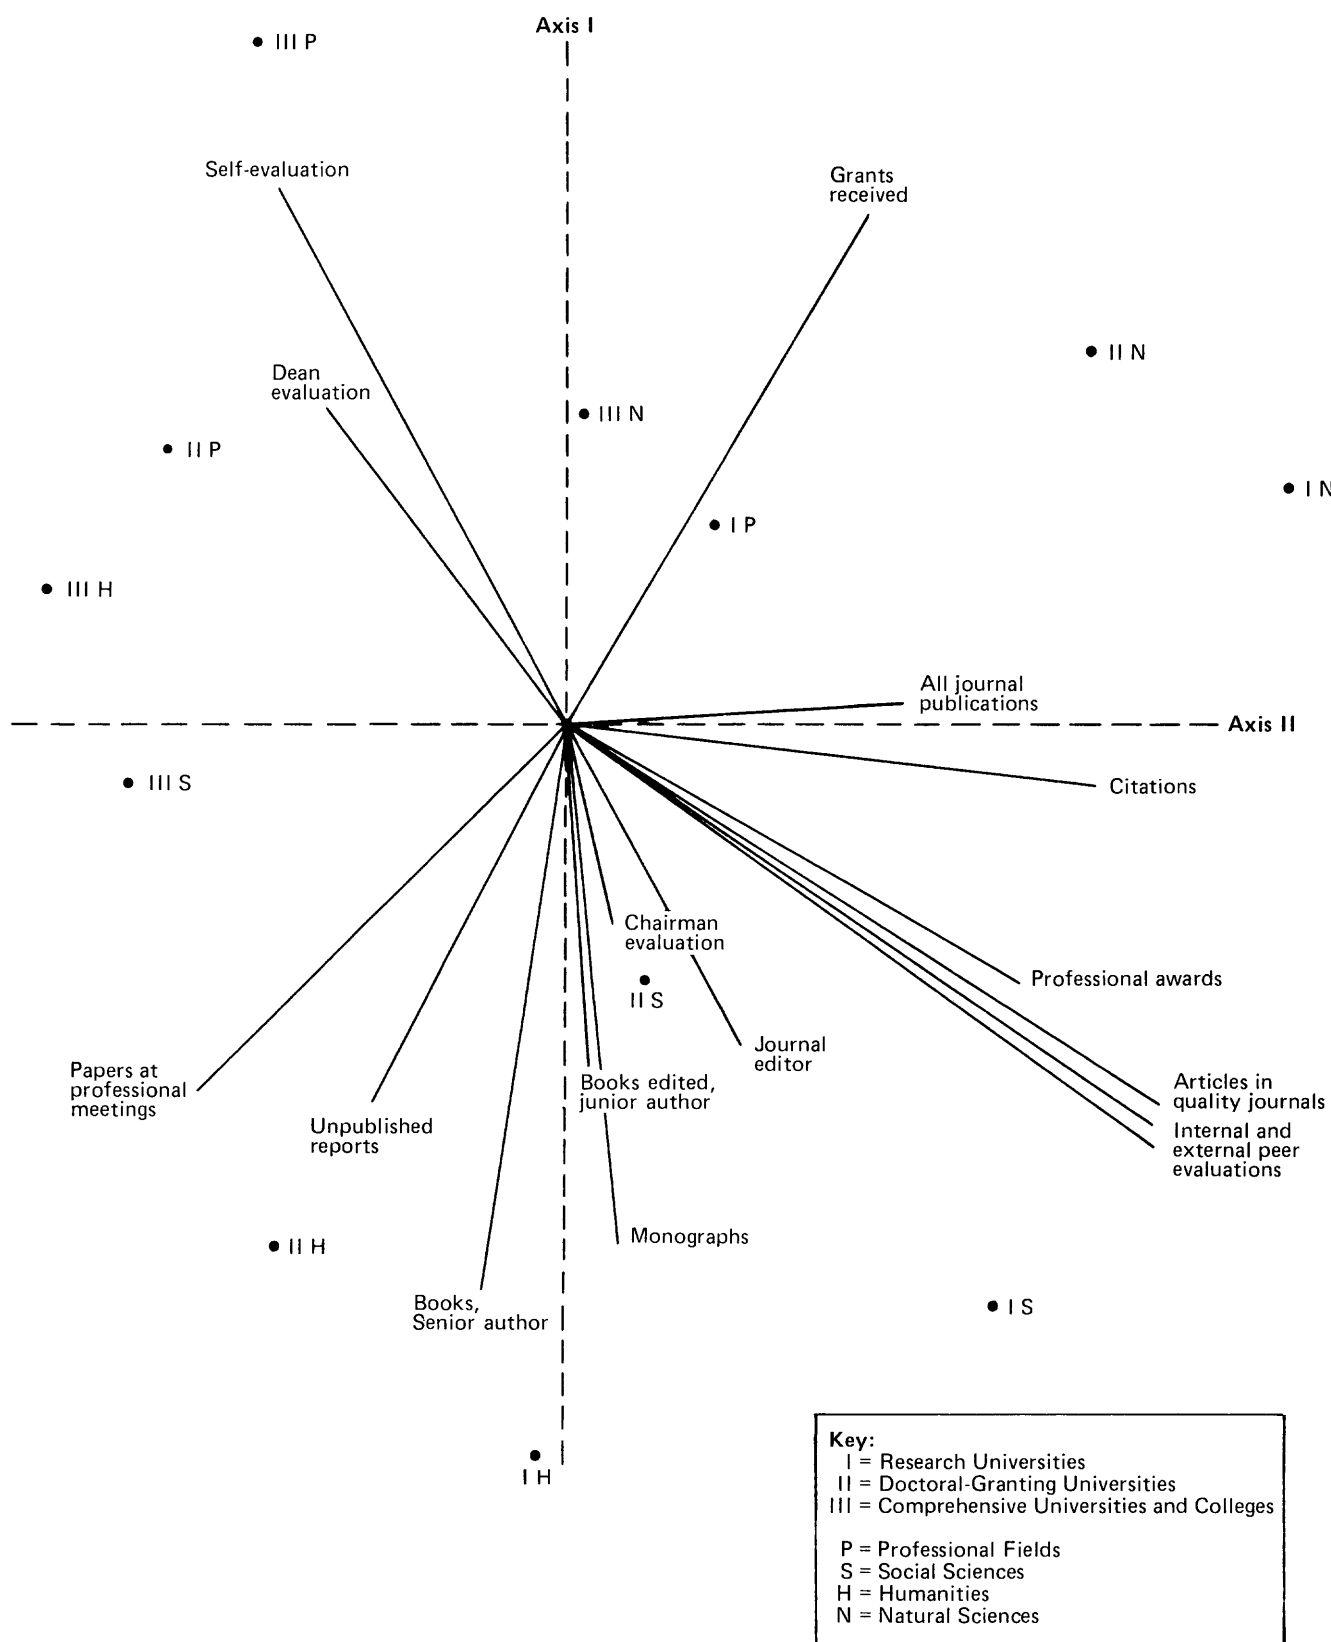 Axis I
III P
Self-evaluation
Grants
received
II N
Dean
evaluation
III N
II P
I N
I P
III H
All journal
publications
Axis II
III S
Citations
Chairman
evaluation
Professional awards
II S
Journal
editor
Papers at
professional
meetings
Books edited,
junior author
Articles in
quality journals
Unpublished
reports
Internal and
external peer
evaluations
Monographs
II H
Books,
Senior author
I S
I H
Key:
I = Research Universities
II = Doctoral-Granting Universities
III = Comprehensive Universities and Colleges
P = Professional Fields
S = Social Sciences
H = Humanities
N = Natural Sciences